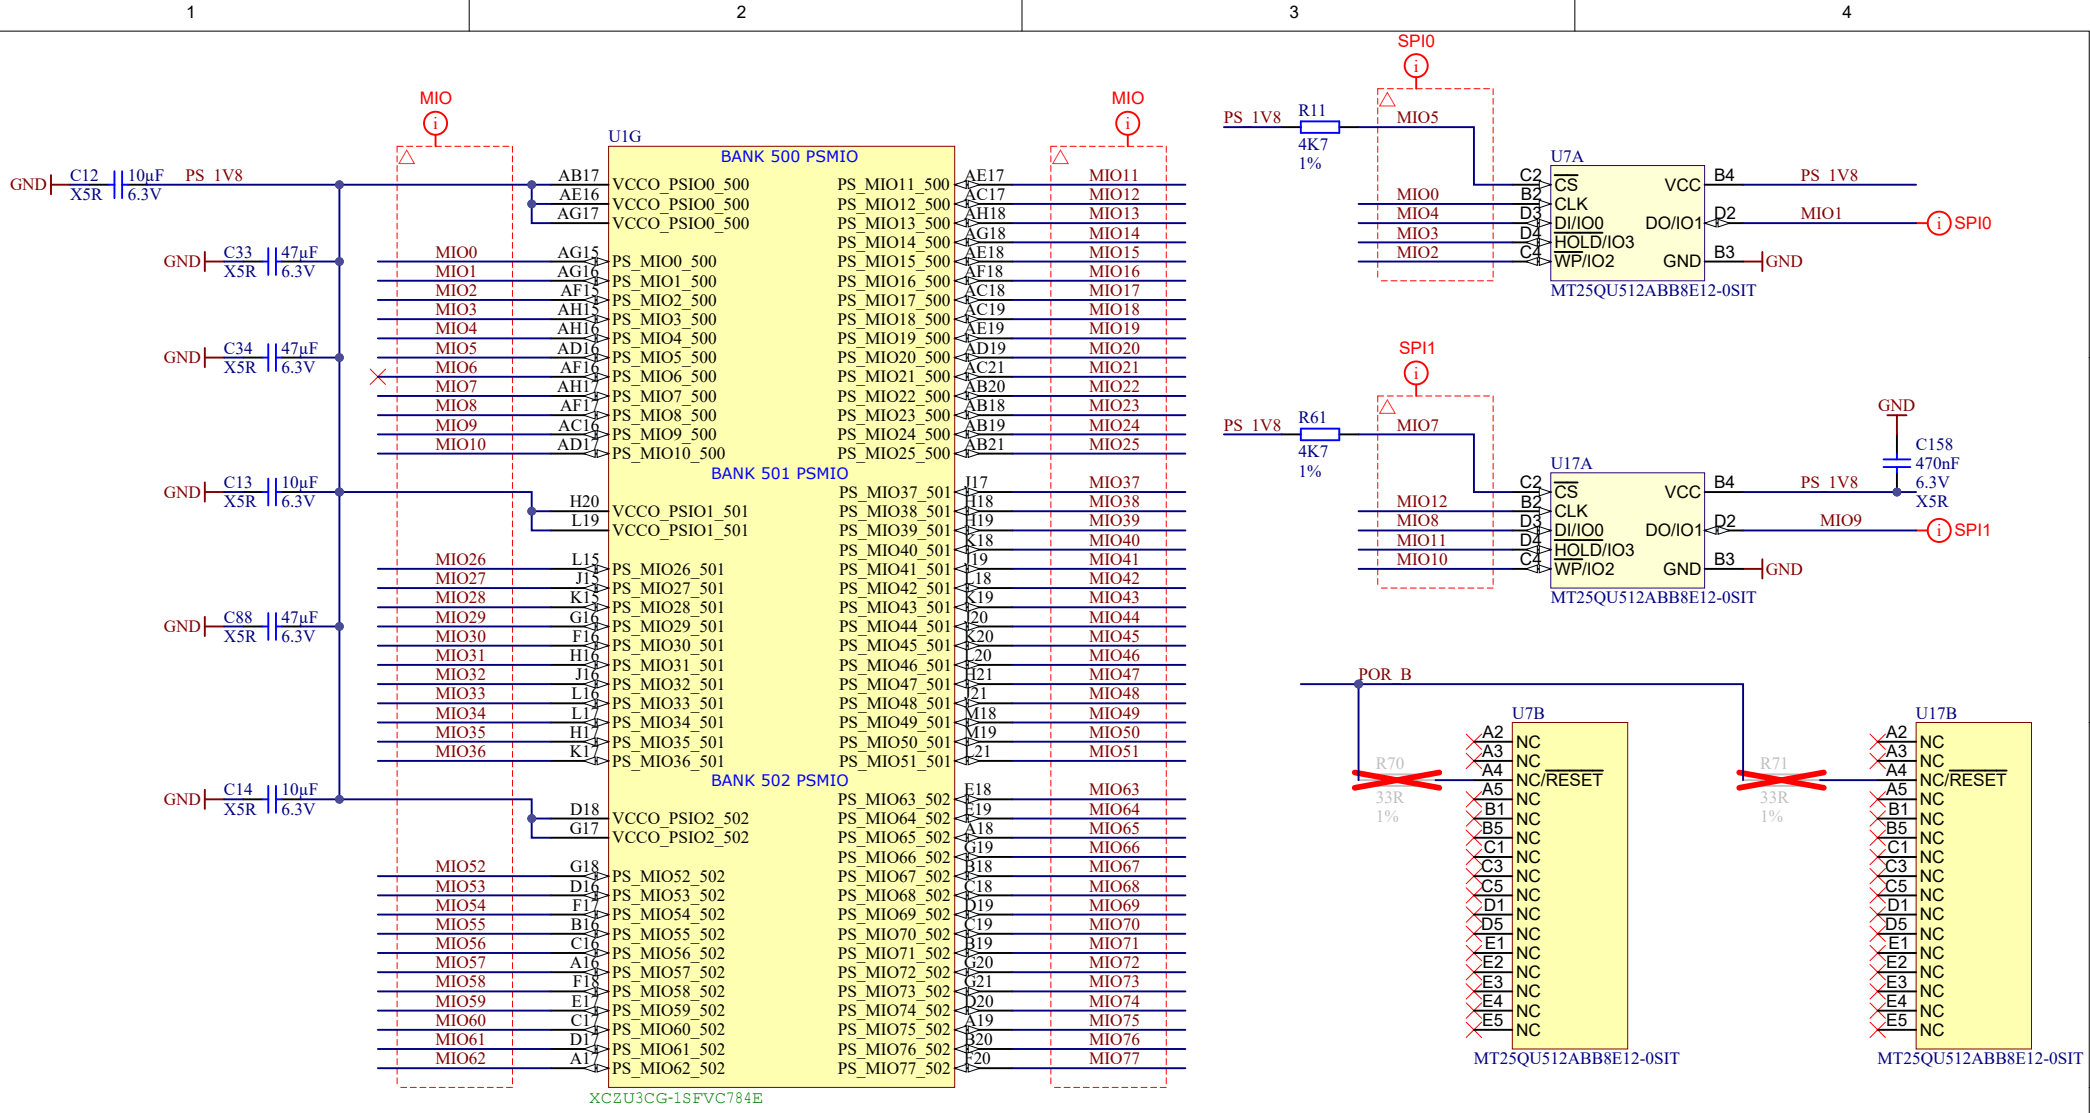 1 2 3 4
MIO
MIO
SPI0
U1G
BANK 500 PSMIO
GND C12 10µF PS_1V8
X5R 6.3V
AB17 VCCO_PSIO0_500 PS_MIO11_500 AE17 MIO11
AE16 VCCO_PSIO0_500 PS_MIO12_500 AC17 MIO12
AG17 VCCO_PSIO0_500 PS_MIO13_500 AH18 MIO13
PS_MIO14_500 AG18 MIO14
GND C33 47µF
X5R 6.3V
MIO0 AG15 PS_MIO0_500 PS_MIO15_500 AE18 MIO15
MIO1 AG16 PS_MIO1_500 PS_MIO16_500 AF18 MIO16
MIO2 AF15 PS_MIO2_500 PS_MIO17_500 AC18 MIO17
MIO3 AH15 PS_MIO3_500 PS_MIO18_500 AC19 MIO18
MIO4 AH16 PS_MIO4_500 PS_MIO19_500 AE19 MIO19
GND C34 47µF
X5R 6.3V
MIO5 AD16 PS_MIO5_500 PS_MIO20_500 AD19 MIO20
MIO6 AF16 PS_MIO6_500 PS_MIO21_500 AC21 MIO21
MIO7 AH17 PS_MIO7_500 PS_MIO22_500 AB20 MIO22
MIO8 AF17 PS_MIO8_500 PS_MIO23_500 AB18 MIO23
MIO9 AC16 PS_MIO9_500 PS_MIO24_500 AB19 MIO24
MIO10 AD17 PS_MIO10_500 PS_MIO25_500 AB21 MIO25
BANK 501 PSMIO
GND C13 10µF
X5R 6.3V
PS_MIO37_501 J17 MIO37
H20 VCCO_PSIO1_501 PS_MIO38_501 H18 MIO38
L19 VCCO_PSIO1_501 PS_MIO39_501 H19 MIO39
PS_MIO40_501 K18 MIO40
MIO26 L15 PS_MIO26_501 PS_MIO41_501 J19 MIO41
MIO27 J15 PS_MIO27_501 PS_MIO42_501 L18 MIO42
MIO28 K15 PS_MIO28_501 PS_MIO43_501 K19 MIO43
GND C88 47µF
X5R 6.3V
MIO29 G16 PS_MIO29_501 PS_MIO44_501 J20 MIO44
MIO30 F16 PS_MIO30_501 PS_MIO45_501 K20 MIO45
MIO31 H16 PS_MIO31_501 PS_MIO46_501 L20 MIO46
MIO32 J16 PS_MIO32_501 PS_MIO47_501 H21 MIO47
MIO33 L16 PS_MIO33_501 PS_MIO48_501 J21 MIO48
MIO34 L17 PS_MIO34_501 PS_MIO49_501 M18 MIO49
MIO35 H17 PS_MIO35_501 PS_MIO50_501 M19 MIO50
MIO36 K17 PS_MIO36_501 PS_MIO51_501 L21 MIO51
BANK 502 PSMIO
GND C14 10µF
X5R 6.3V
PS_MIO63_502 E18 MIO63
D18 VCCO_PSIO2_502 PS_MIO64_502 E19 MIO64
G17 VCCO_PSIO2_502 PS_MIO65_502 A18 MIO65
PS_MIO66_502 G19 MIO66
MIO52 G18 PS_MIO52_502 PS_MIO67_502 B18 MIO67
MIO53 D16 PS_MIO53_502 PS_MIO68_502 C18 MIO68
MIO54 F17 PS_MIO54_502 PS_MIO69_502 D19 MIO69
MIO55 B16 PS_MIO55_502 PS_MIO70_502 C19 MIO70
MIO56 C16 PS_MIO56_502 PS_MIO71_502 B19 MIO71
MIO57 A16 PS_MIO57_502 PS_MIO72_502 G20 MIO72
MIO58 F18 PS_MIO58_502 PS_MIO73_502 G21 MIO73
MIO59 E17 PS_MIO59_502 PS_MIO74_502 D20 MIO74
MIO60 C17 PS_MIO60_502 PS_MIO75_502 A19 MIO75
MIO61 D17 PS_MIO61_502 PS_MIO76_502 B20 MIO76
MIO62 A17 PS_MIO62_502 PS_MIO77_502 F20 MIO77
XCZU3CG-1SFVC784E
PS_1V8 R11 MIO5
4K7
1%
U7A
C2 CS VCC B4 PS_1V8
MIO0 B2 CLK
MIO4 D3 DI/IO0 DO/IO1 D2 MIO1 SPI0
MIO3 D4 HOLD/IO3
MIO2 C4 WP/IO2 GND B3 GND
MT25QU512ABB8E12-0SIT
SPI1
PS_1V8 R61 MIO7
4K7
1%
GND
C158
470nF
6.3V
X5R
U17A
C2 CS VCC B4 PS_1V8
MIO12 B2 CLK
MIO8 D3 DI/IO0 DO/IO1 D2 MIO9 SPI1
MIO11 D4 HOLD/IO3
MIO10 C4 WP/IO2 GND B3 GND
MT25QU512ABB8E12-0SIT
POR_B
U7B
A2 NC
A3 NC
R70 A4 NC/RESET
33R A5 NC
1% B1 NC
B5 NC
C1 NC
C3 NC
C5 NC
D1 NC
D5 NC
E1 NC
E2 NC
E3 NC
E4 NC
E5 NC
MT25QU512ABB8E12-0SIT
U17B
A2 NC
A3 NC
R71 A4 NC/RESET
33R A5 NC
1% B1 NC
B5 NC
C1 NC
C3 NC
C5 NC
D1 NC
D5 NC
E1 NC
E2 NC
E3 NC
E4 NC
E5 NC
MT25QU512ABB8E12-0SIT